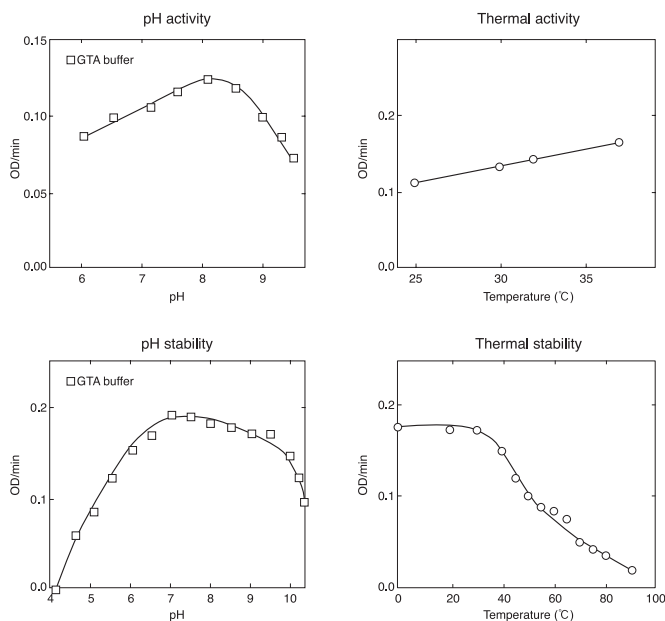 pH activity
0.15
GTA buffer
0.10
OD/min
0.05
0.00
6 7 8 9
pH
Thermal activity
0.2
OD/min
0.1
0.00
25 30 35
Temperature (℃)
pH stability
GTA buffer
0.2
OD/min
0.1
0.0
4 5 6 7 8 9 10
pH
Thermal stability
0.2
OD/min
0.1
0.0
0 20 40 60 80 100
Temperature (℃)